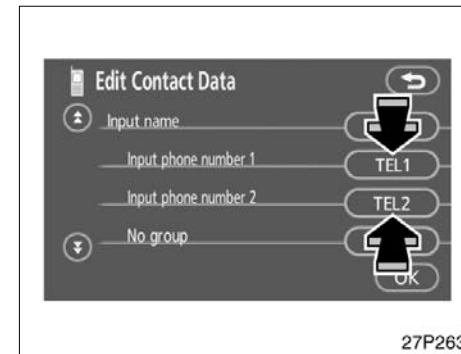 Edit Contact Data
Input name
Input phone number 1
TEL1
Input phone number 2
TEL2
No group
OK
27P263